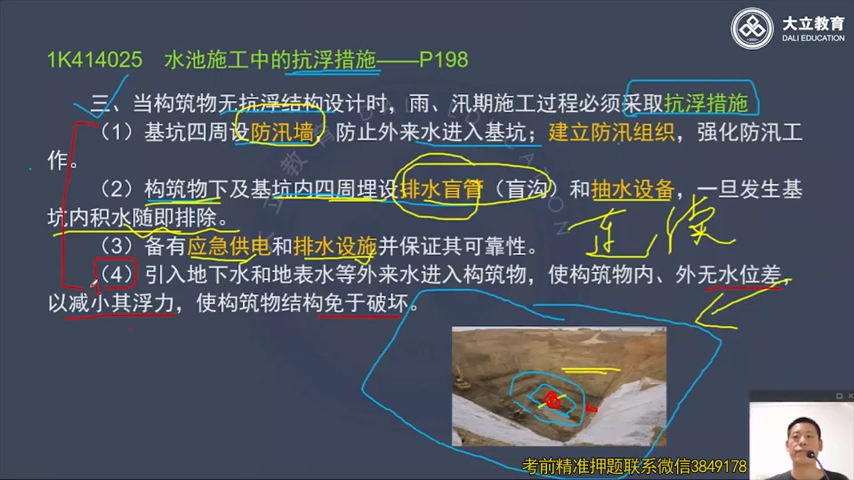 大立教育
DALI EDUCATION
1K414025 水池施工中的抗浮措施——P198
三、当构筑物无抗浮结构设计时，雨、汛期施工过程必须采取抗浮措施
（1）基坑四周设防汛墙，防止外来水进入基坑；建立防汛组织，强化防汛工
作。
（2）构筑物下及基坑内四周埋设排水盲管（盲沟）和抽水设备，一旦发生基
坑内积水随即排除。
（3）备有应急供电和排水设施并保证其可靠性。
（4）引入地下水和地表水等外来水进入构筑物，使构筑物内、外无水位差，
以减小其浮力，使构筑物结构免于破坏。
考前精准押题联系微信3849178